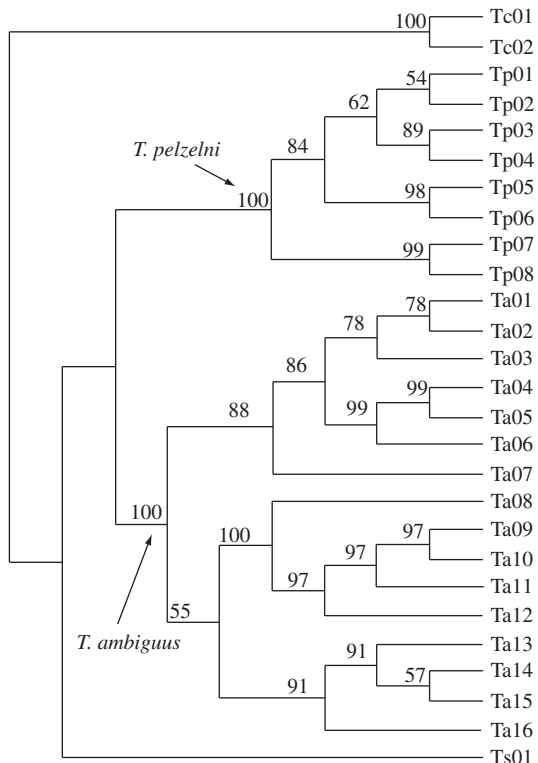 100
Tc01
Tc02
54
Tp01
62
Tp02
84
89
Tp03
Tp04
T. pelzelni
100
98
Tp05
Tp06
99
Tp07
Tp08
78
Ta01
78
Ta02
86
Ta03
99
Ta04
88
99
Ta05
Ta06
Ta07
100
100
Ta08
97
Ta09
97
Ta10
97
Ta11
55
Ta12
T. ambiguus
91
Ta13
57
Ta14
91
Ta15
Ta16
Ts01